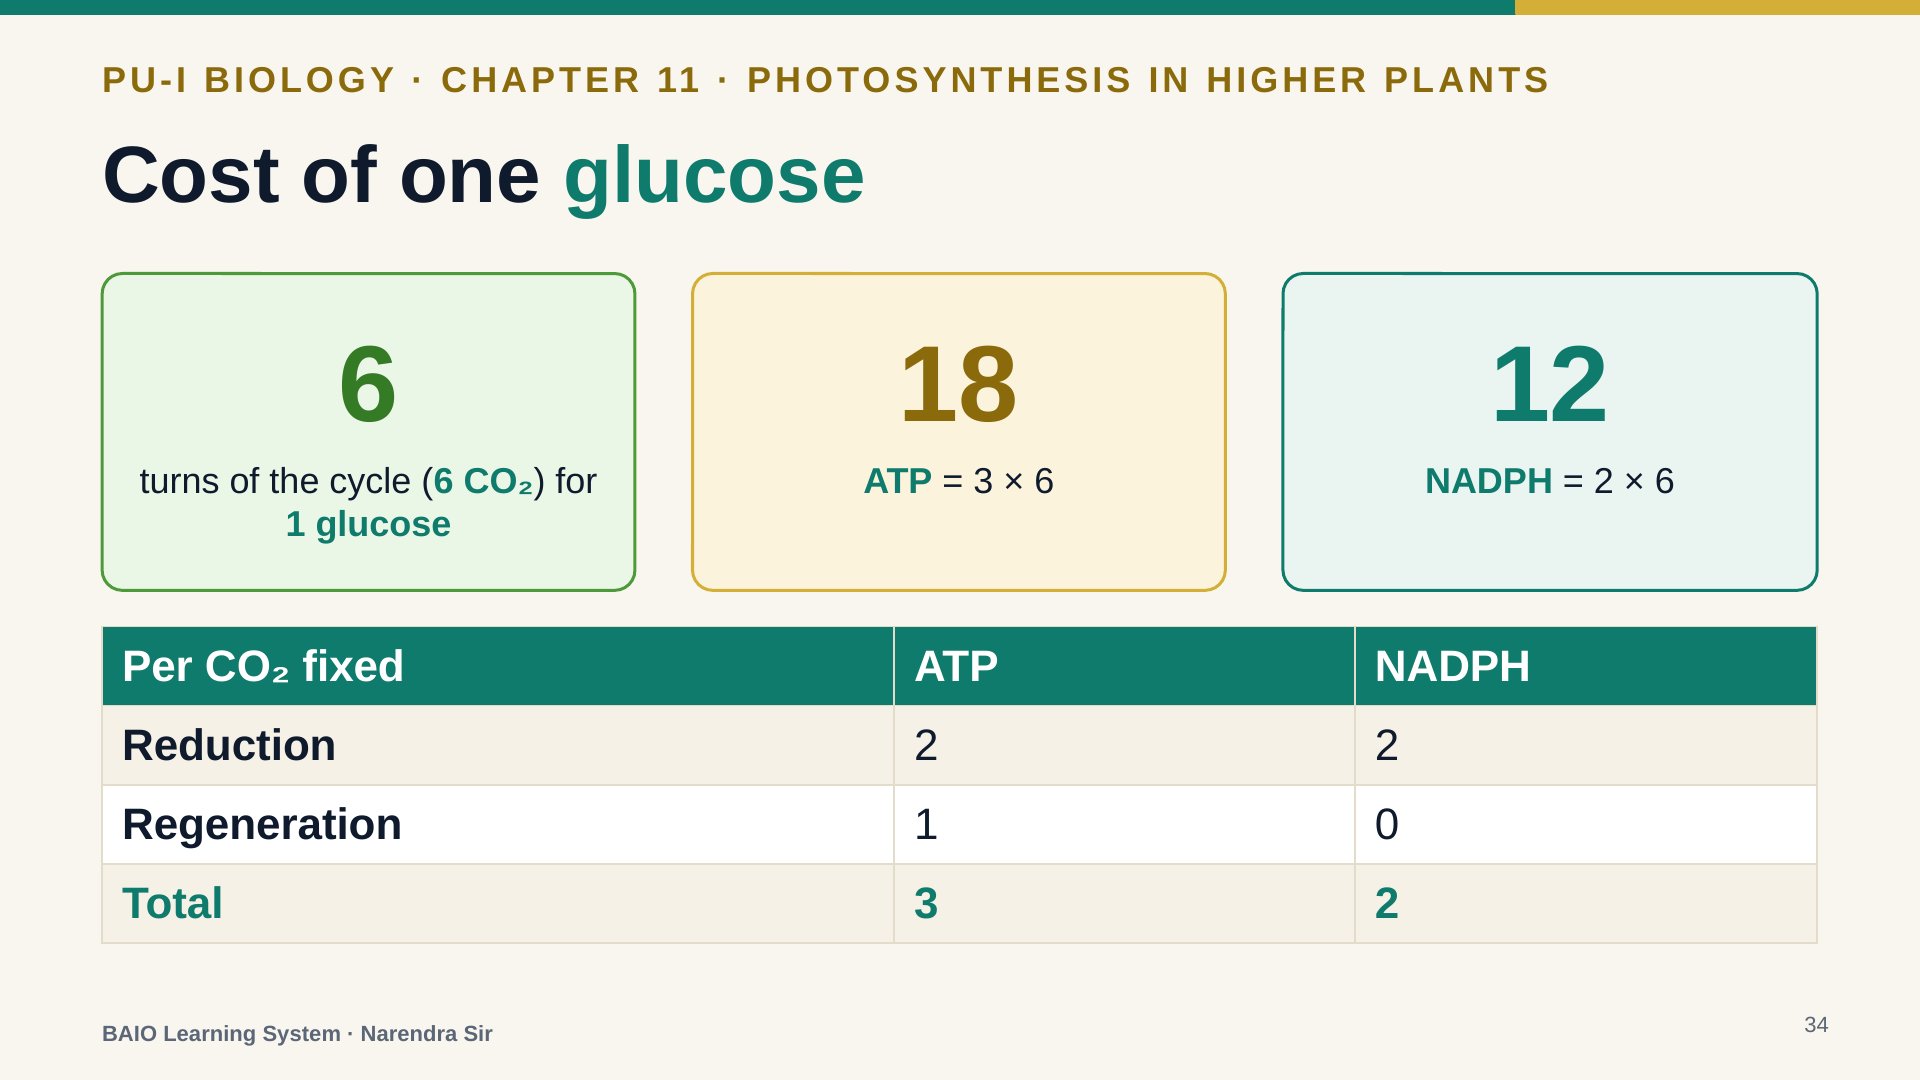 PU-I BIOLOGY · CHAPTER 11 · PHOTOSYNTHESIS IN HIGHER PLANTS
Cost of one glucose
6
turns of the cycle (6 CO₂) for
1 glucose
18
ATP = 3 × 6
12
NADPH = 2 × 6
Per CO₂ fixed ATP NADPH
Reduction 2 2
Regeneration 1 0
Total 3 2
BAIO Learning System · Narendra Sir
34